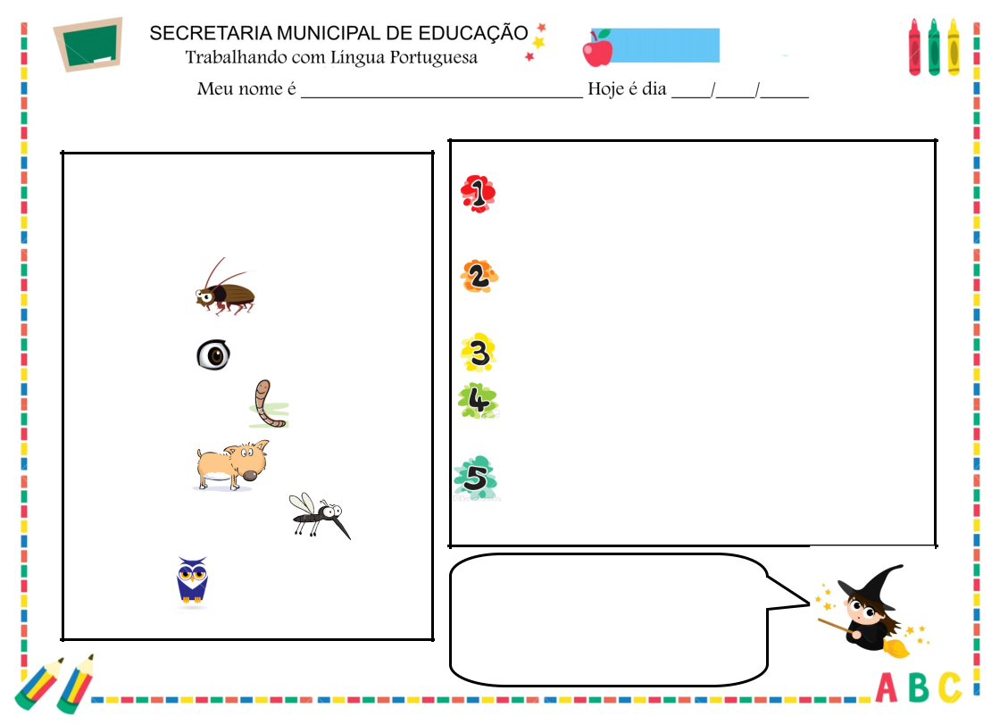 SECRETARIA MUNICIPAL DE EDUCAÇÃO
Trabalhando com Língua Portuguesa
Meu nome é ______________________________ Hoje é dia ____/____/_____
1
2
3
4
5
A B C